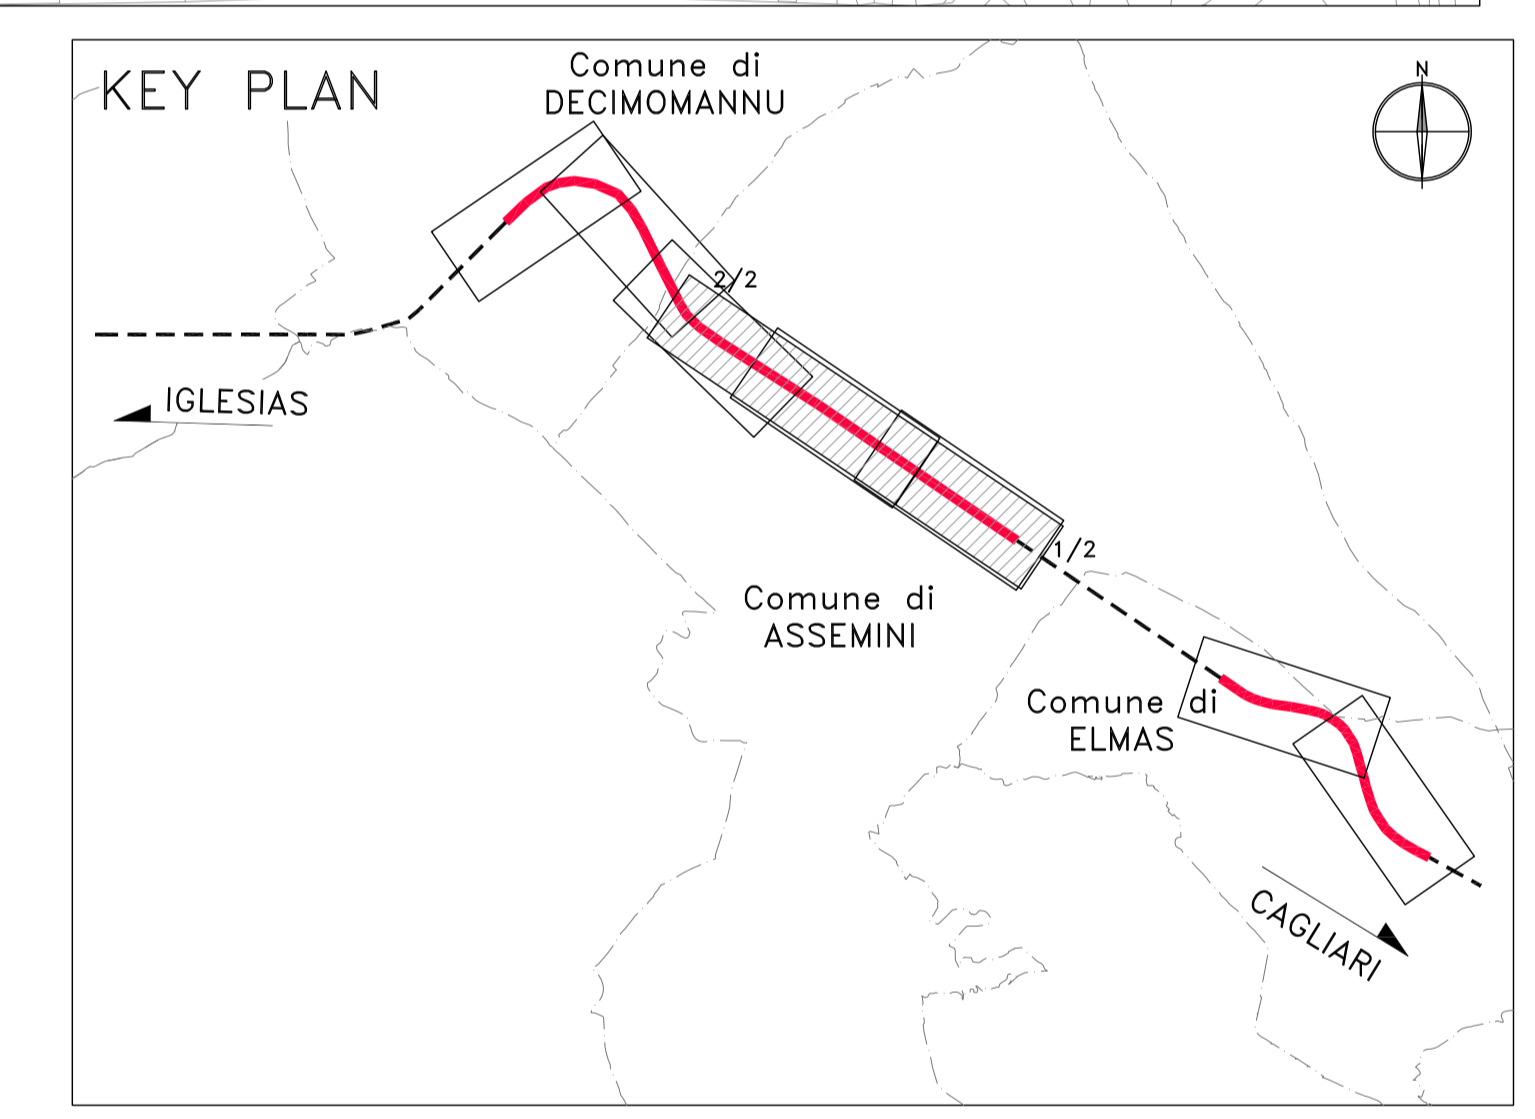 KEY PLAN
Comune di
DECIMOMANNU
N
2/2
IGLESIAS
1/2
Comune di
ASSEMINI
Comune di
ELMAS
CAGLIARI